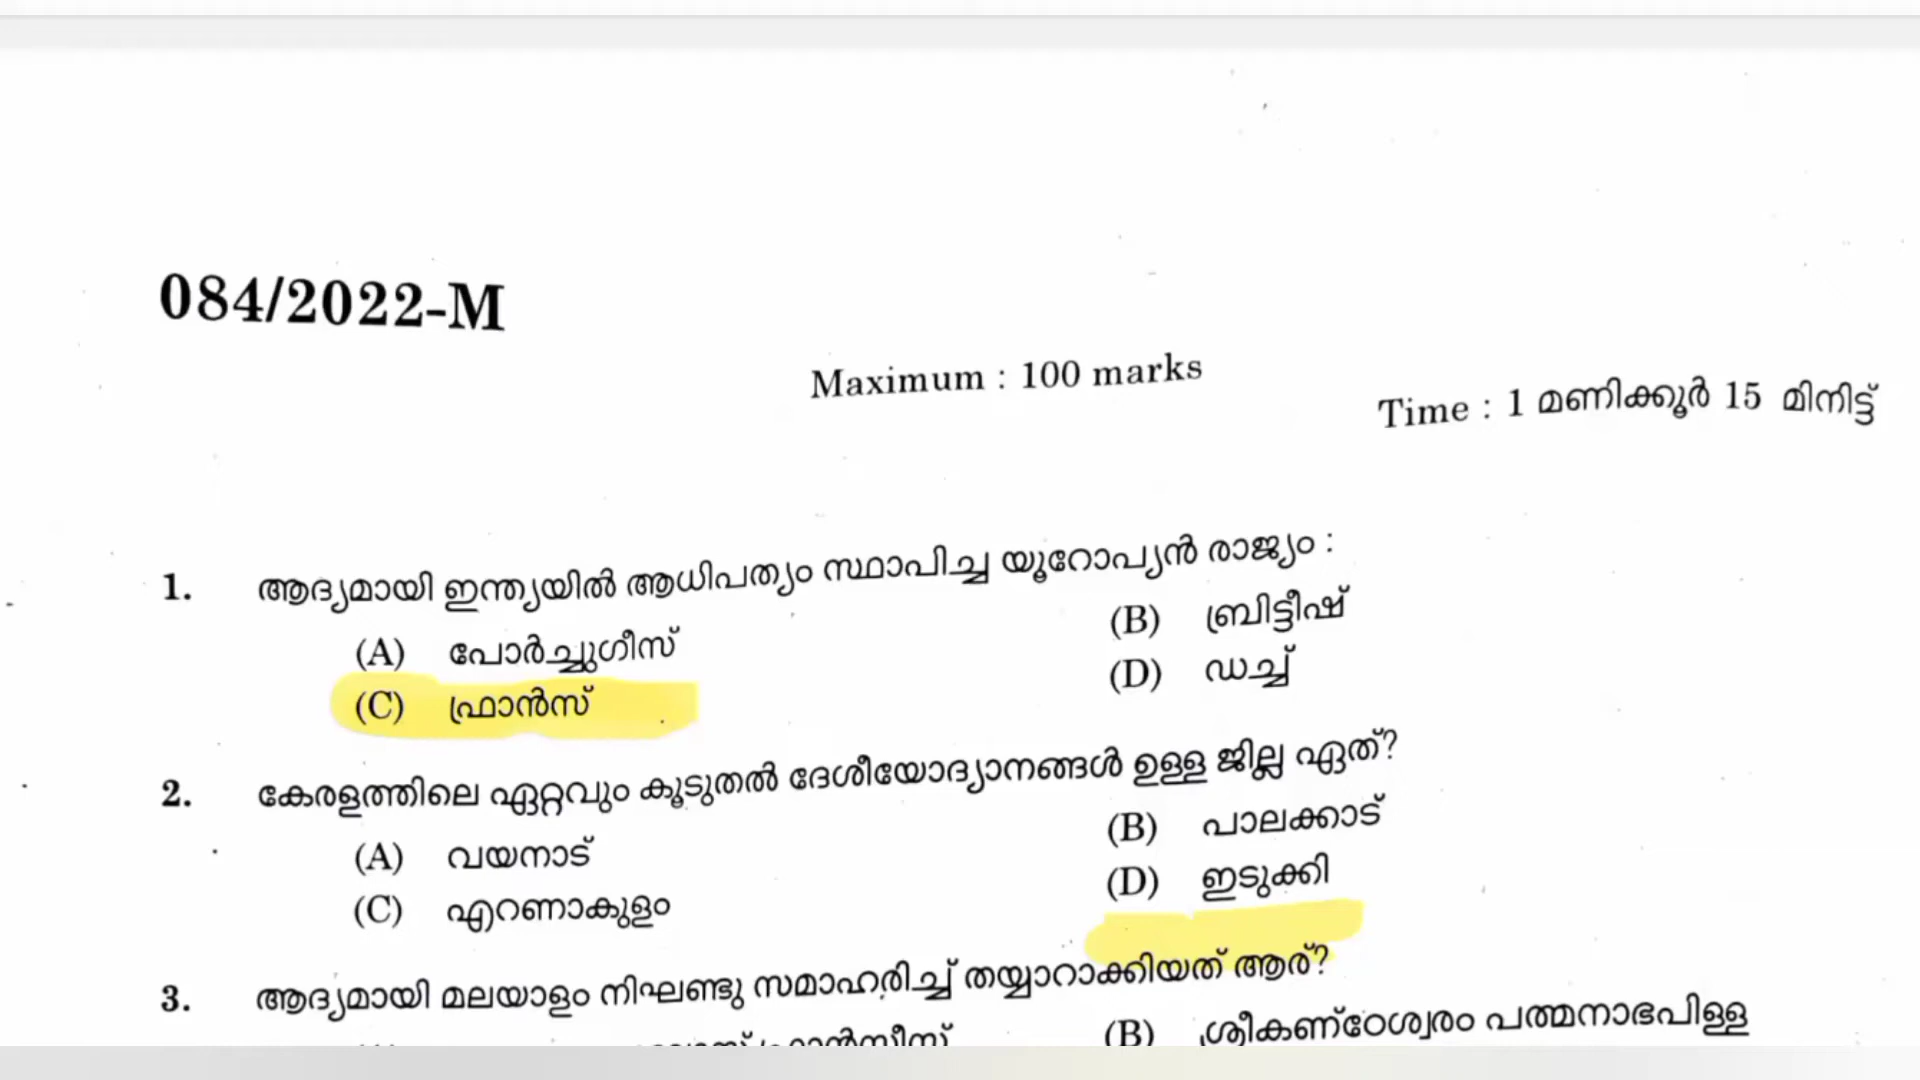 084/2022-M
Maximum : 100 marks
Time : 1 മണിക്കൂർ 15 മിനിട്ട്
1. ആദ്യമായി ഇന്ത്യയിൽ ആധിപത്യം സ്ഥാപിച്ച യൂറോപ്യൻ രാജ്യം :
(A) പോർച്ചുഗീസ് (B) ബ്രിട്ടീഷ്
(C) ഫ്രാൻസ് (D) ഡച്ച്
2. കേരളത്തിലെ ഏറ്റവും കൂടുതൽ ദേശീയോദ്യാനങ്ങൾ ഉള്ള ജില്ല ഏത്?
(A) വയനാട് (B) പാലക്കാട്
(C) എറണാകുളം (D) ഇടുക്കി
3. ആദ്യമായി മലയാളം നിഘണ്ടു സമാഹരിച്ച് തയ്യാറാക്കിയത് ആര്?
(B) ശ്രീകണ്ഠേശ്വരം പത്മനാഭപിള്ള